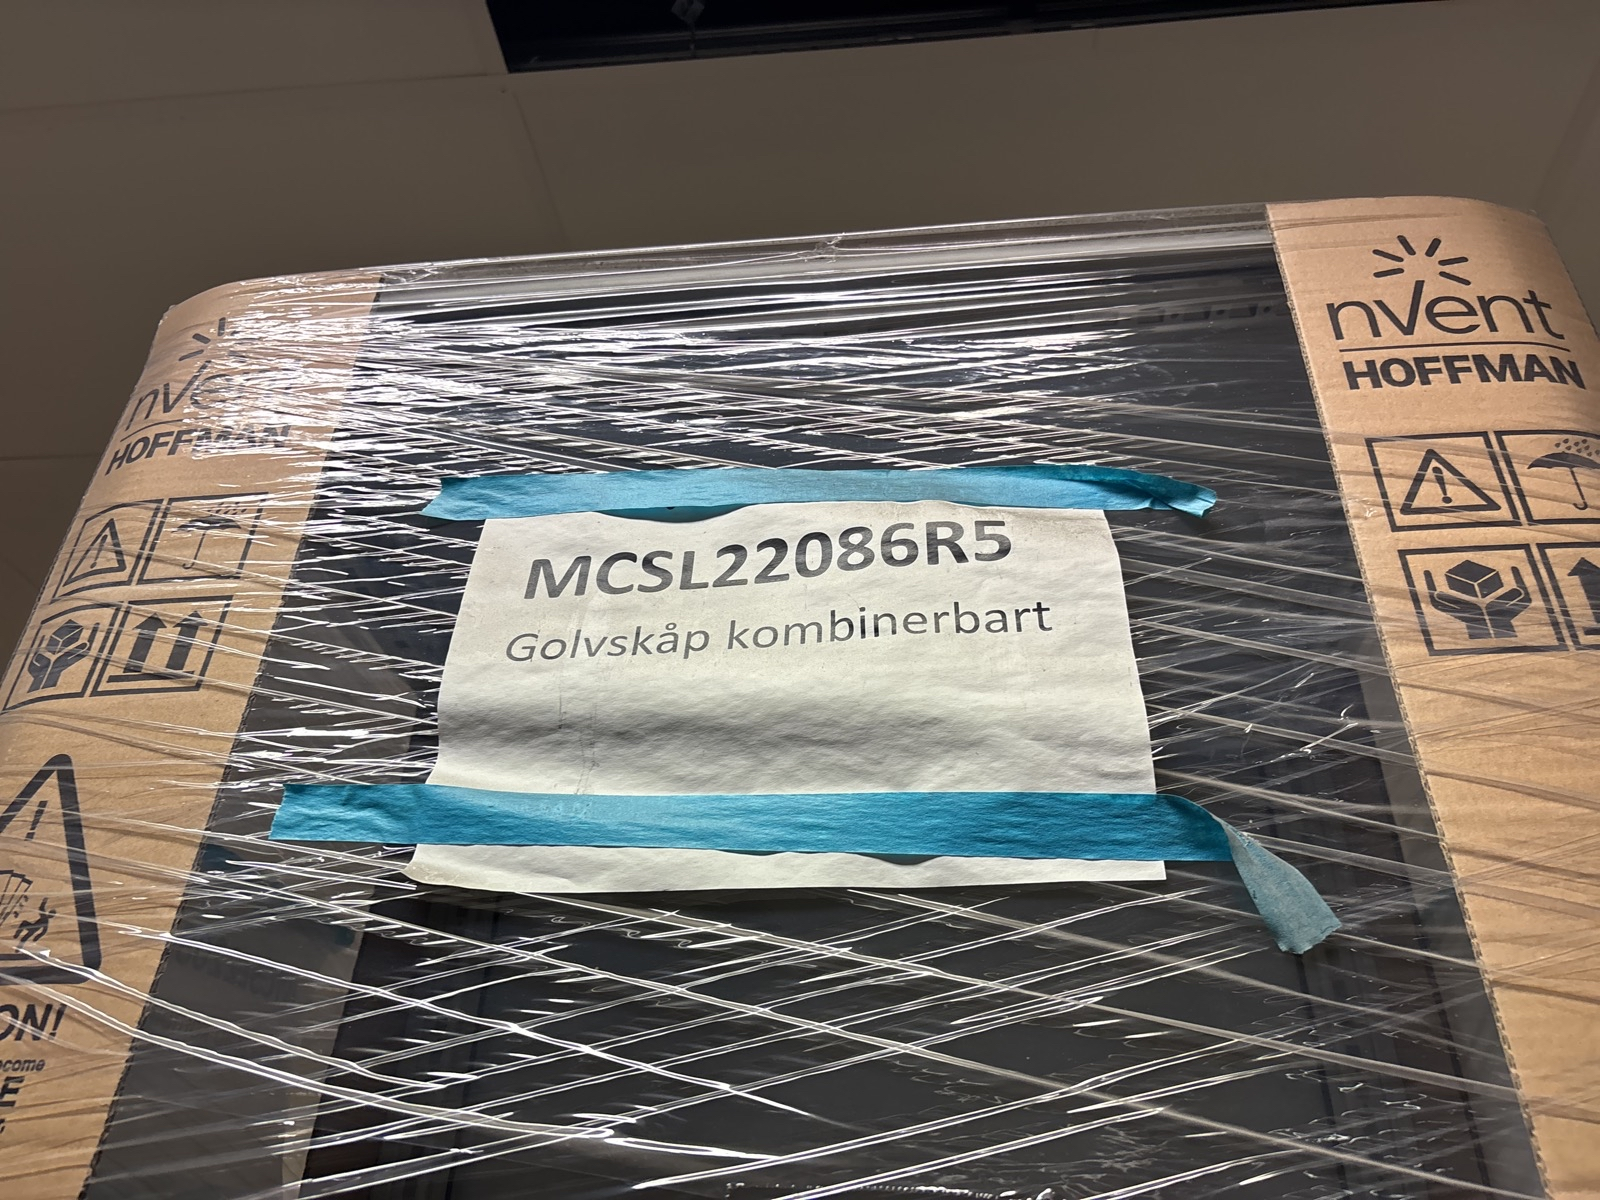 nVent
HOFFMAN
nVent
HOFFMAN
MCSL22086R5
Golvskåp kombinerbart